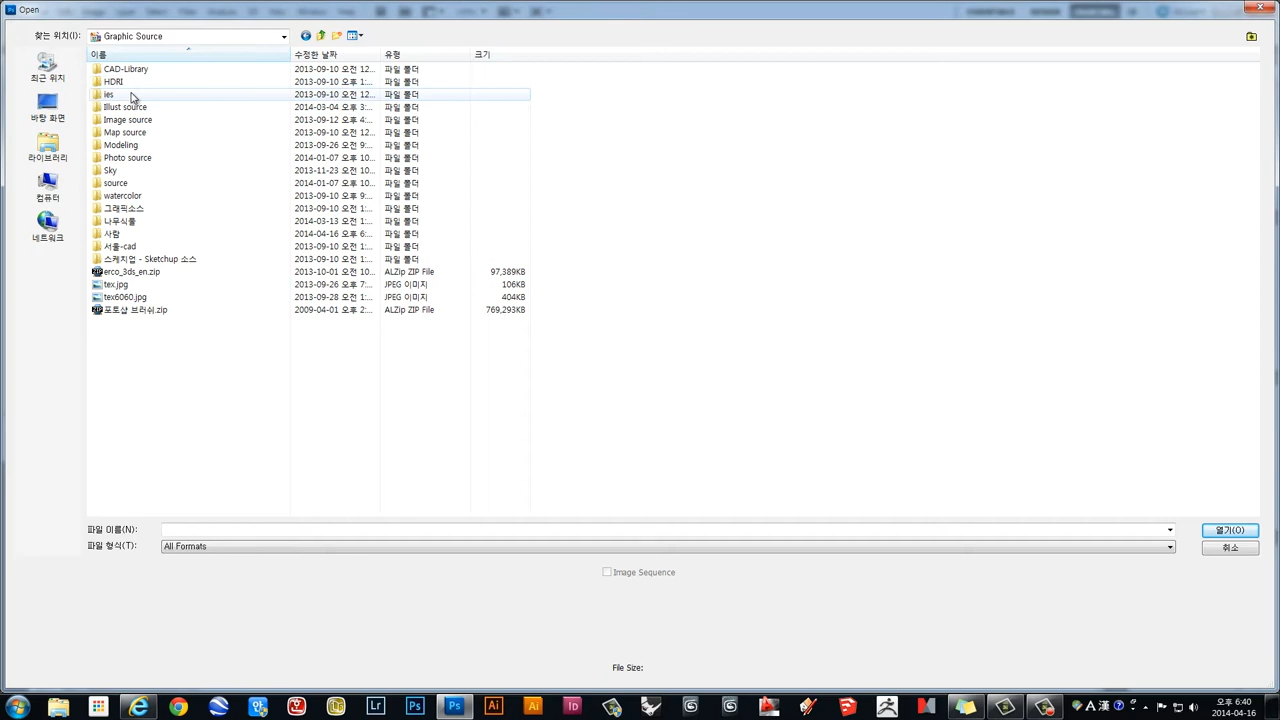 Open
찾는 위치(I):
Graphic Source
이름
수정한 날짜
유형
크기
CAD-Library 2013-09-10 오전 12... 파일 폴더
HDRI 2013-09-10 오후 1:... 파일 폴더
ies 2013-09-10 오전 12... 파일 폴더
Illust source 2014-03-04 오후 3:... 파일 폴더
Image source 2013-09-12 오후 4:... 파일 폴더
Map source 2013-09-10 오전 12... 파일 폴더
Modeling 2013-09-26 오전 9:... 파일 폴더
Photo source 2014-01-07 오후 10... 파일 폴더
Sky 2013-11-23 오전 10... 파일 폴더
source 2014-01-07 오후 10... 파일 폴더
watercolor 2013-09-10 오전 9:... 파일 폴더
그래픽소스 2013-09-10 오전 1:... 파일 폴더
나무식물 2014-03-13 오전 1:... 파일 폴더
사람 2014-04-16 오후 6:... 파일 폴더
서울-cad 2013-09-10 오전 1:... 파일 폴더
스케치업 - Sketchup 소스 2013-09-10 오전 1:... 파일 폴더
erco_3ds_en.zip 2013-10-01 오전 10... ALZip ZIP File 97,389KB
tex.jpg 2013-09-26 오후 7:... JPEG 이미지 106KB
tex6060.jpg 2013-09-28 오전 1:... JPEG 이미지 404KB
포토샵 브러쉬.zip 2009-04-01 오후 2:... ALZip ZIP File 769,293KB
최근 위치
바탕 화면
라이브러리
컴퓨터
네트워크
파일 이름(N):
열기(O)
파일 형식(T):
All Formats
취소
Image Sequence
File Size:
Lr
Ps
Ps
Ai
Ai
Id
A 漢
오후 6:40
2014-04-16